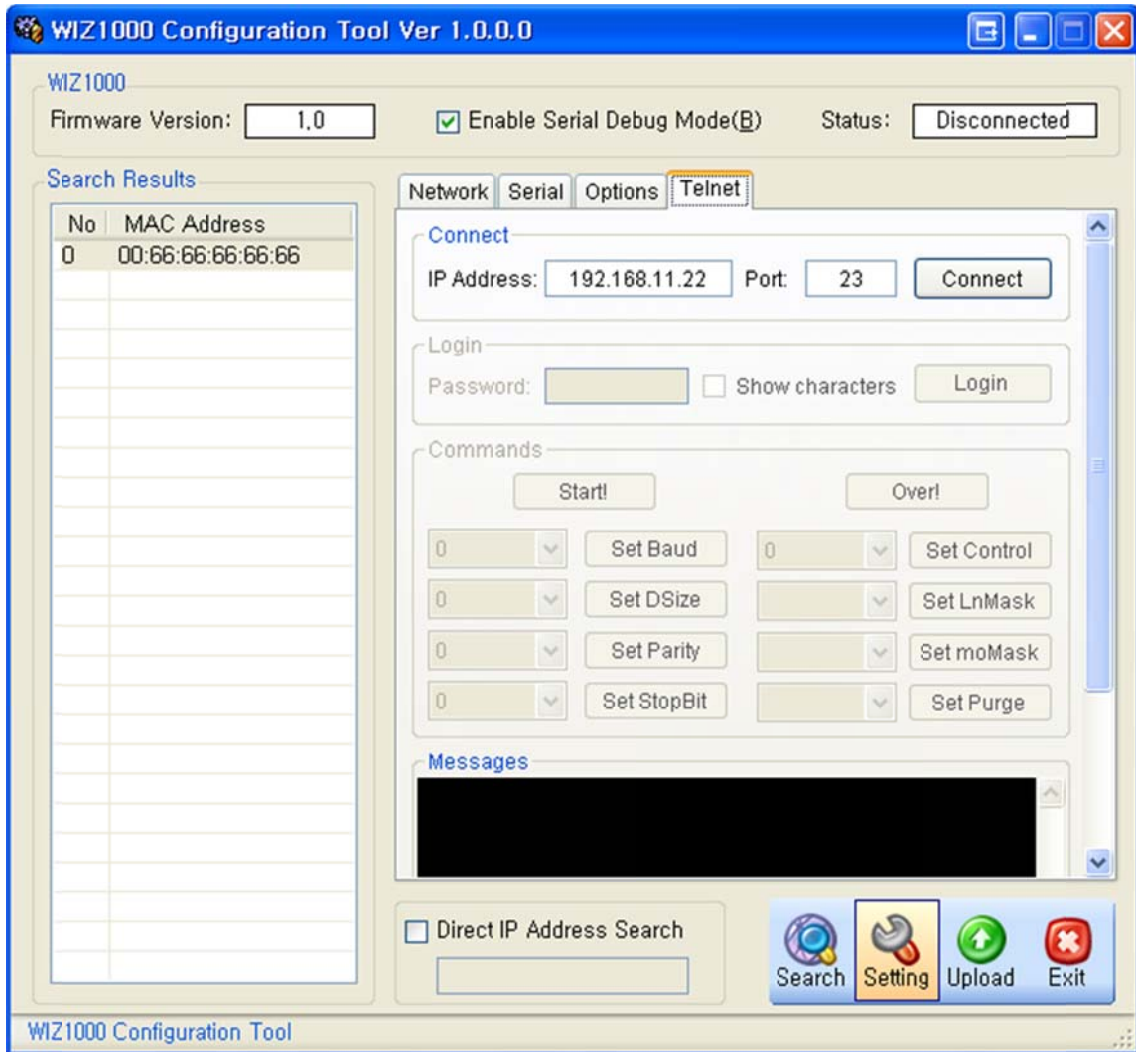 WIZ1000 Configuration Tool Ver 1.0.0.0
WIZ1000
Firmware Version: 1.0 Enable Serial Debug Mode(B) Status: Disconnected
Search Results
No MAC Address
0 00:66:66:66:66:66
Network Serial Options Telnet
Connect
IP Address: 192.168.11.22 Port: 23 Connect
Login
Password: Show characters Login
Commands
Start! Over!
0 Set Baud 0 Set Control
0 Set DSize Set LnMask
0 Set Parity Set moMask
0 Set StopBit Set Purge
Messages
Direct IP Address Search
Search Setting Upload Exit
WIZ1000 Configuration Tool